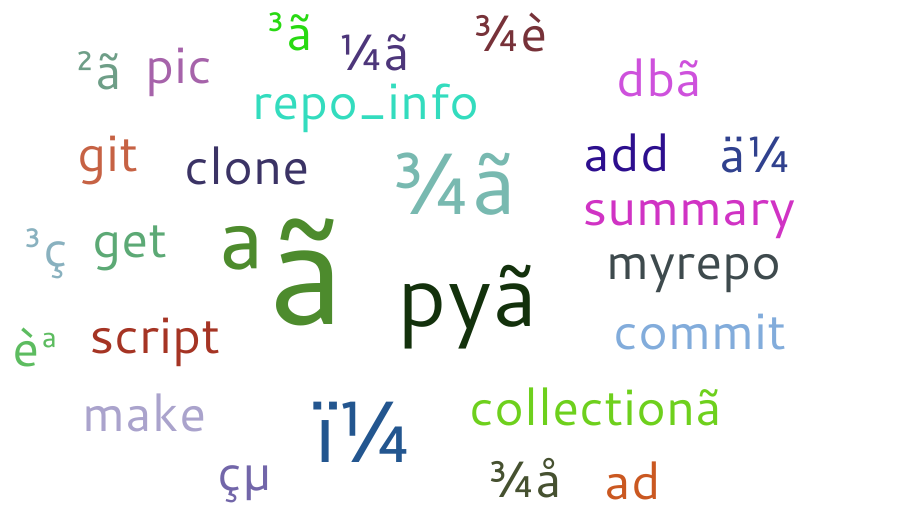 ³ã
¼ã
¾è
²ã
pic
dbã
repo_info
git
clone
¾ã
add
ä¼
summary
³ç
get
a
ã
myrepo
pyã
script
commit
èª
make
ï¼
collectionã
çµ
¾å
ad